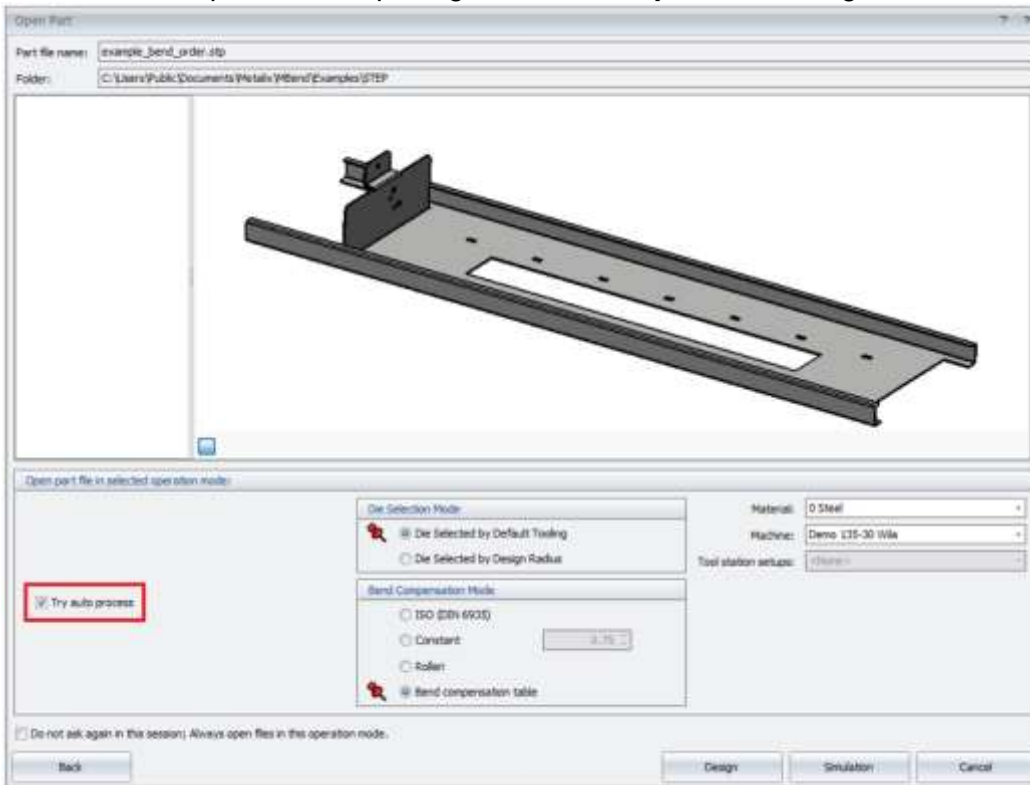 Open Part
Part file name: example_bend_order.stp
Folder: C:\Users\Public\Documents\Metalix\MBend\Examples\STEP
Open part file in selected operation mode:
Die Selection Mode
Die Selected by Default Tooling
Die Selected by Design Radius
Material: 0 Steel
Machine: Demo 135-30 Wila
Tool station setups: <None>
Try auto process
Bend Compensation Mode
ISO (DIN 6935)
Constant
Rolleri
Bend compensation table
Do not ask again in this session; Always open files in this operation mode.
Back
Design
Simulation
Cancel